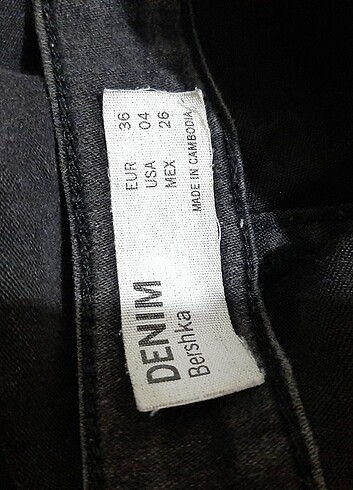 DENIM
Bershka
EUR 36
USA 04
MEX 26
MADE IN CAMBODIA